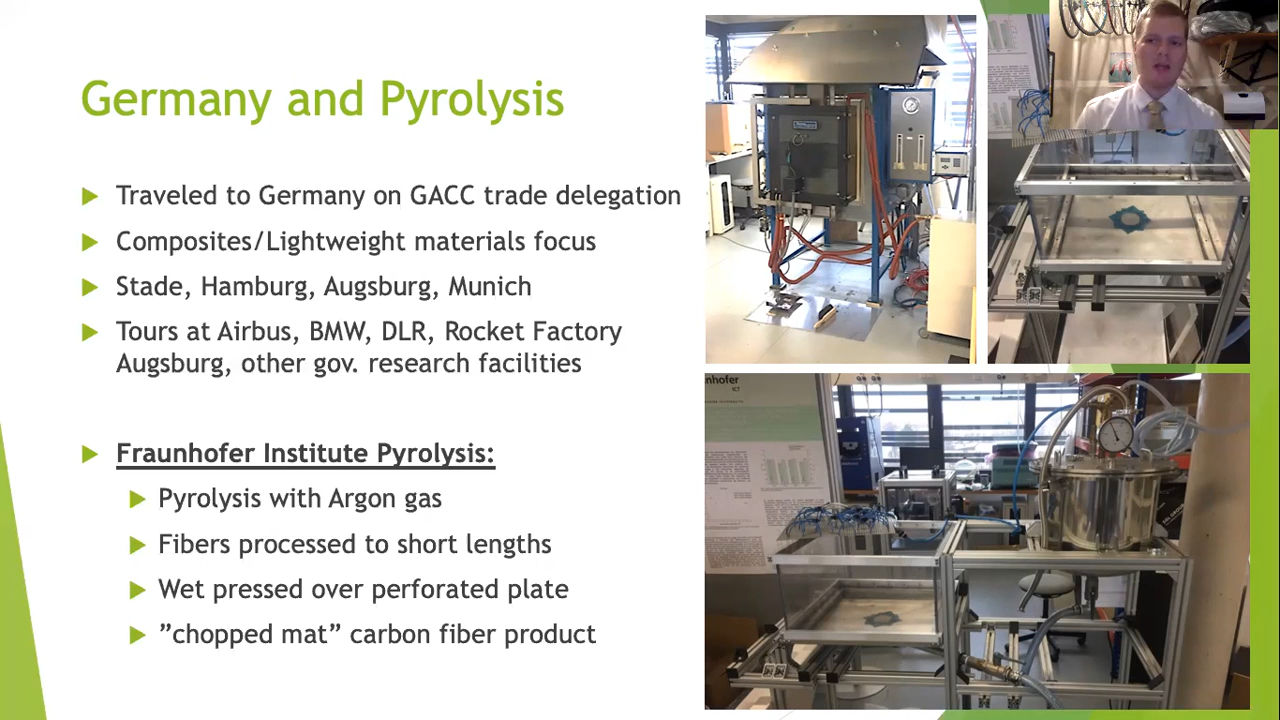 Germany and Pyrolysis
Traveled to Germany on GACC trade delegation
Composites/Lightweight materials focus
Stade, Hamburg, Augsburg, Munich
Tours at Airbus, BMW, DLR, Rocket Factory
Augsburg, other gov. research facilities
Fraunhofer Institute Pyrolysis:
Pyrolysis with Argon gas
Fibers processed to short lengths
Wet pressed over perforated plate
”chopped mat” carbon fiber product
nhofer
ICT